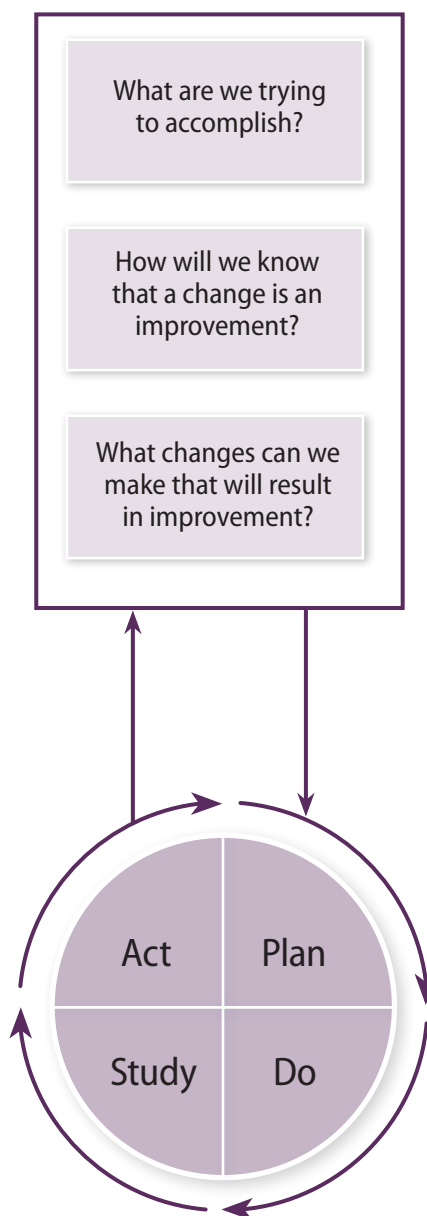 What are we trying
to accomplish?
How will we know
that a change is an
improvement?
What changes can we
make that will result
in improvement?
Act
Plan
Study
Do